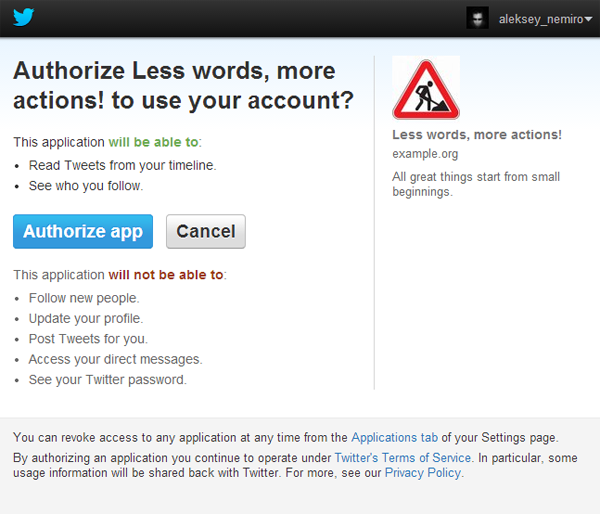 aleksey_nemiro
Authorize Less words, more
actions! to use your account?
This application will be able to:
• Read Tweets from your timeline.
• See who you follow.
Authorize app
Cancel
This application will not be able to:
• Follow new people.
• Update your profile.
• Post Tweets for you.
• Access your direct messages.
• See your Twitter password.
Less words, more actions!
example.org
All great things start from small
beginnings.
You can revoke access to any application at any time from the Applications tab of your Settings page.
By authorizing an application you continue to operate under Twitter's Terms of Service. In particular, some
usage information will be shared back with Twitter. For more, see our Privacy Policy.